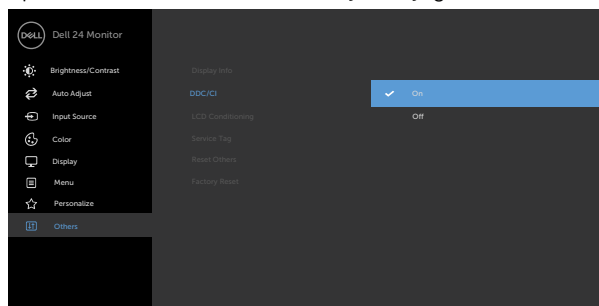 DELL Dell 24 Monitor
Brightness/Contrast Display Info
Auto Adjust DDC/CI On
Input Source LCD Conditioning Off
Color Service Tag
Display Reset Others
Menu Factory Reset
Personalize
Others